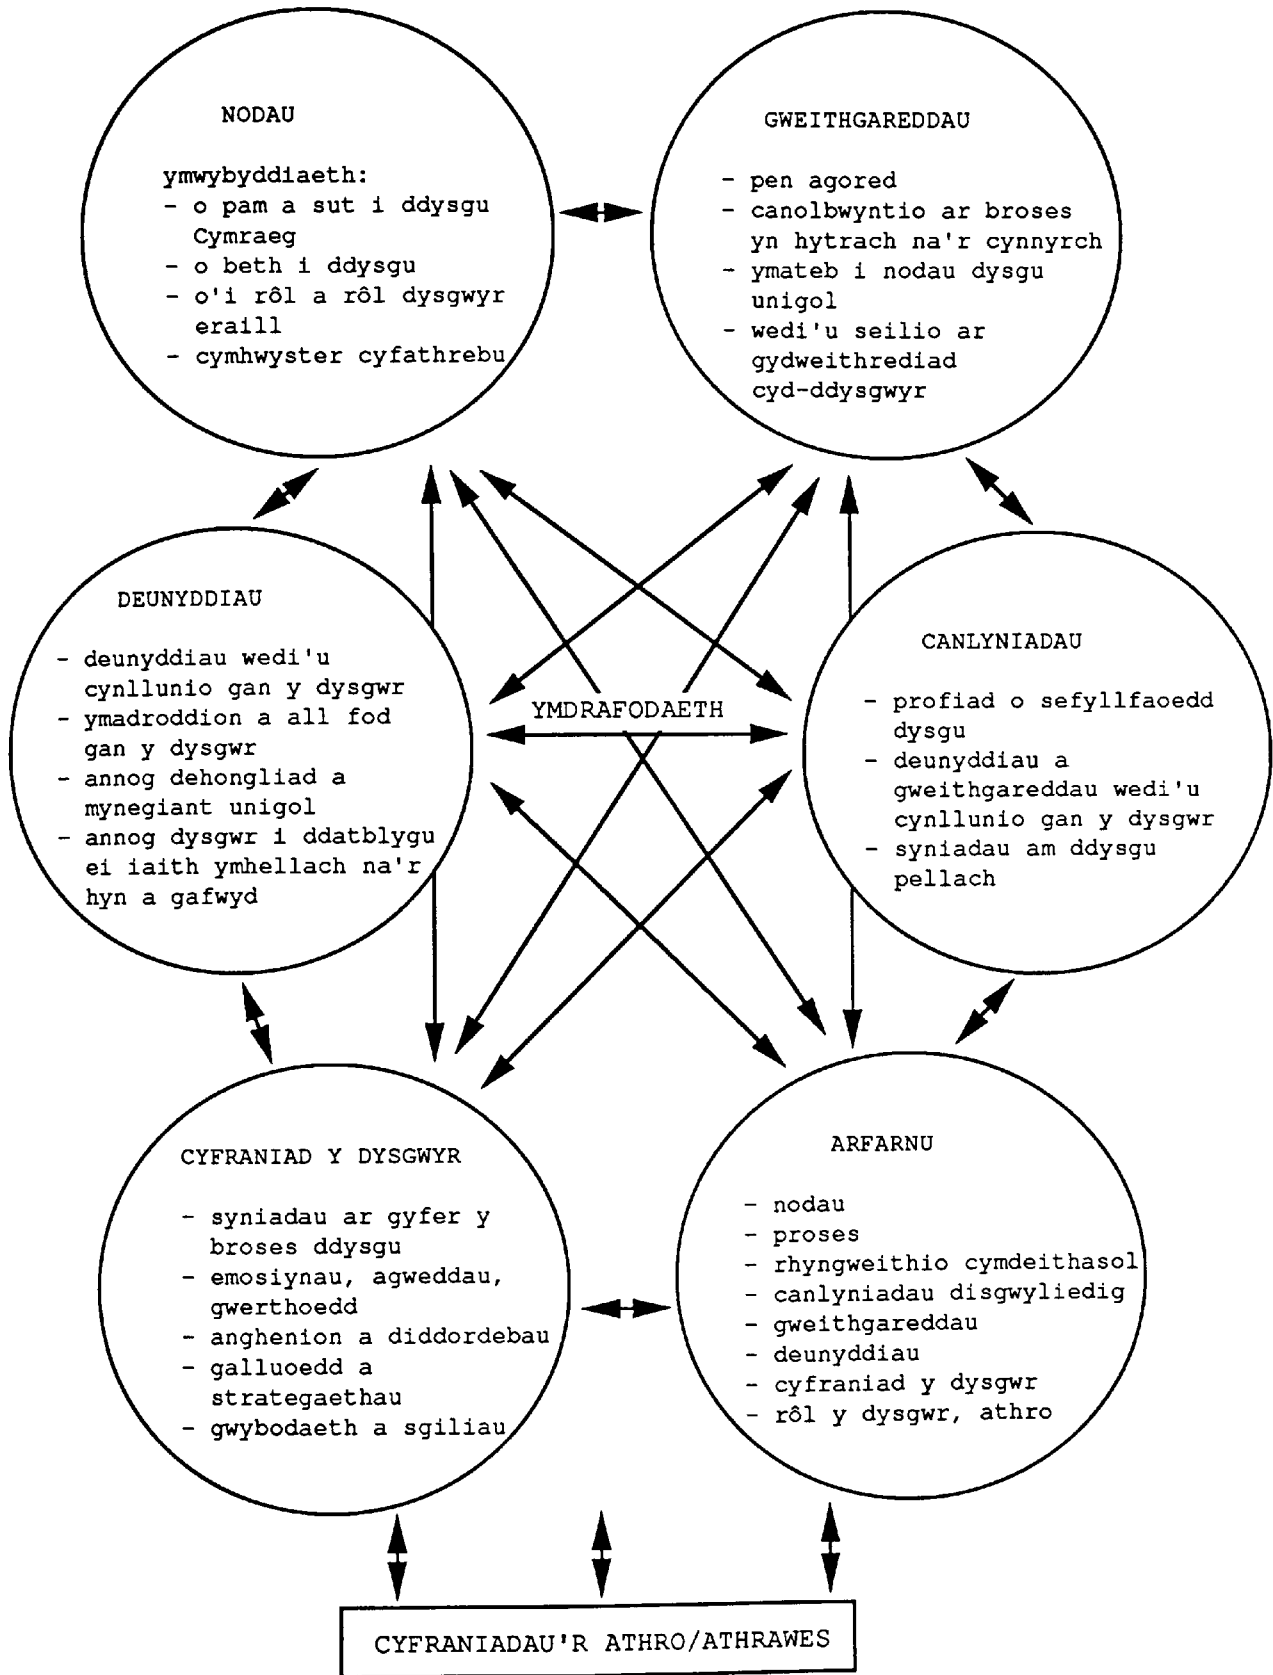 NODAU
ymwybyddiaeth:
- o pam a sut i ddysgu
Cymraeg
- o beth i ddysgu
- o'i rôl a rôl dysgwyr
eraill
- cymhwyster cyfathrebu
GWEITHGAREDDAU
- pen agored
- canolbwyntio ar broses
yn hytrach na'r cynnyrch
- ymateb i nodau dysgu
unigol
- wedi'u seilio ar
gydweithrediad
cyd-ddysgwyr
DEUNYDDIAU
- deunyddiau wedi'u
cynllunio gan y dysgwr
- ymadroddion a all fod
gan y dysgwr
- annog dehongliad a
mynegiant unigol
- annog dysgwr i ddatblygu
ei iaith ymhellach na'r
hyn a gafwyd
YMDRAFODAETH
CANLYNIADAU
- profiad o sefyllfaoedd
dysgu
- deunyddiau a
gweithgareddau wedi'u
cynllunio gan y dysgwr
- syniadau am ddysgu
pellach
CYFRANIAD Y DYSGWYR
- syniadau ar gyfer y
broses ddysgu
- emosiynau, agweddau,
gwerthoedd
- anghenion a diddordebau
- galluoedd a
strategaethau
- gwybodaeth a sgiliau
ARFARNU
- nodau
- proses
- rhyngweithio cymdeithasol
- canlyniadau disgwyliedig
- gweithgareddau
- deunyddiau
- cyfraniad y dysgwr
- rôl y dysgwr, athro
CYFRANIADAU'R ATHRO/ATHRAWES